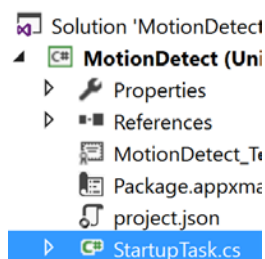 Solution 'MotionDetect
C# MotionDetect (Uni
Properties
References
MotionDetect_Te
Package.appxma
project.json
C# StartupTask.cs